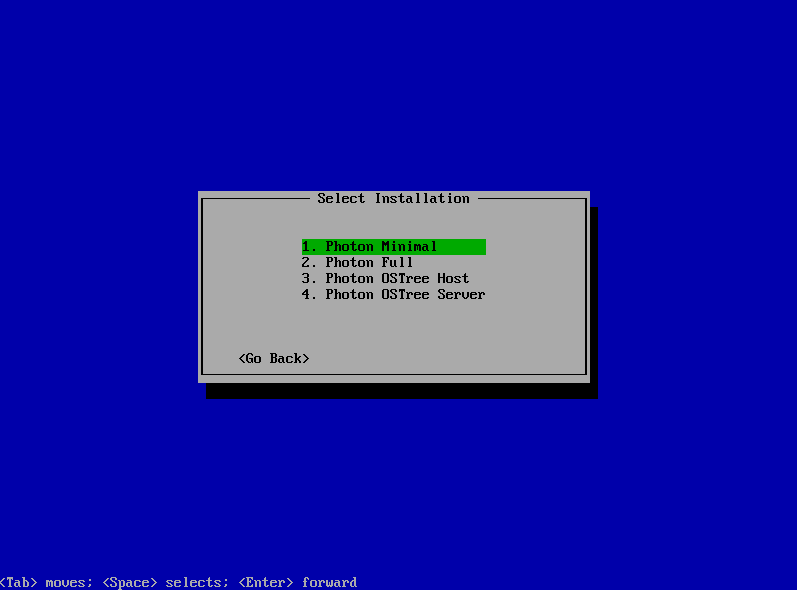 Select Installation
1. Photon Minimal
2. Photon Full
3. Photon OSTree Host
4. Photon OSTree Server
<Go Back>
<Tab> moves; <Space> selects; <Enter> forward